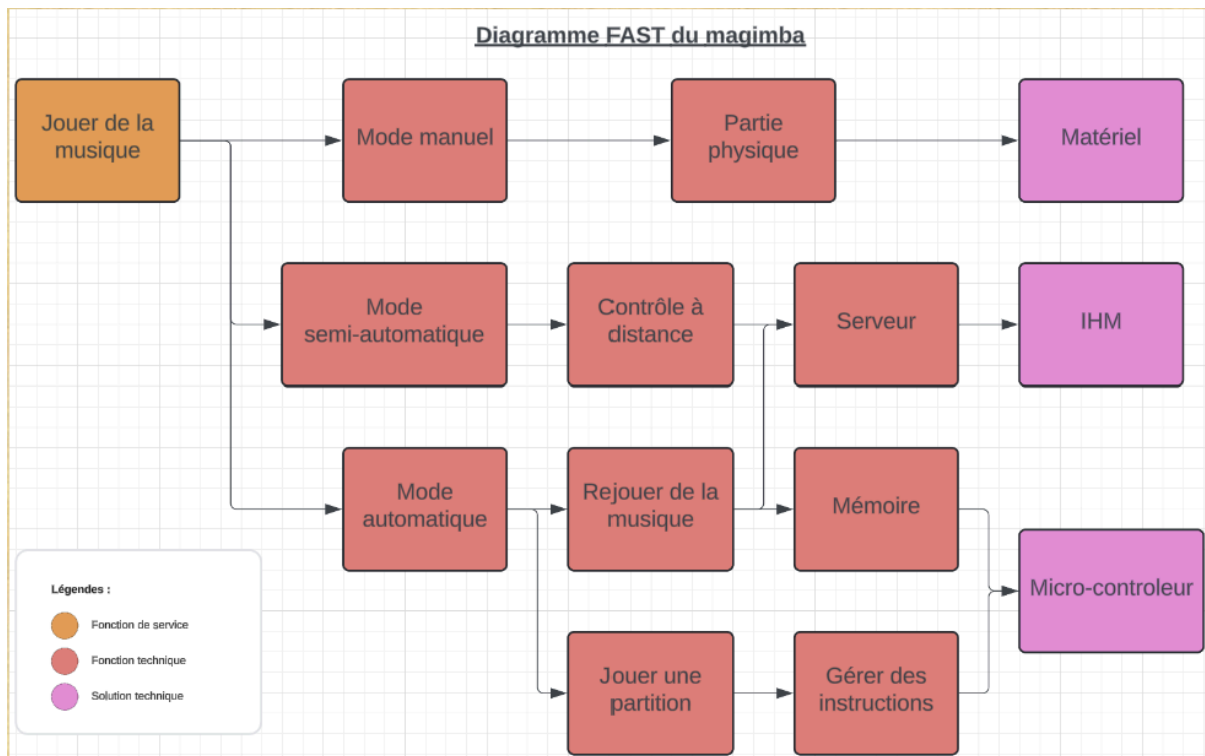 Diagramme FAST du magimba
Jouer de la
musique
Mode manuel
Partie
physique
Matériel
Mode
semi-automatique
Contrôle à
distance
Serveur
IHM
Mode
automatique
Rejouer de la
musique
Mémoire
Micro-controleur
Jouer une
partition
Gérer des
instructions
Légendes :
Fonction de service
Fonction technique
Solution technique